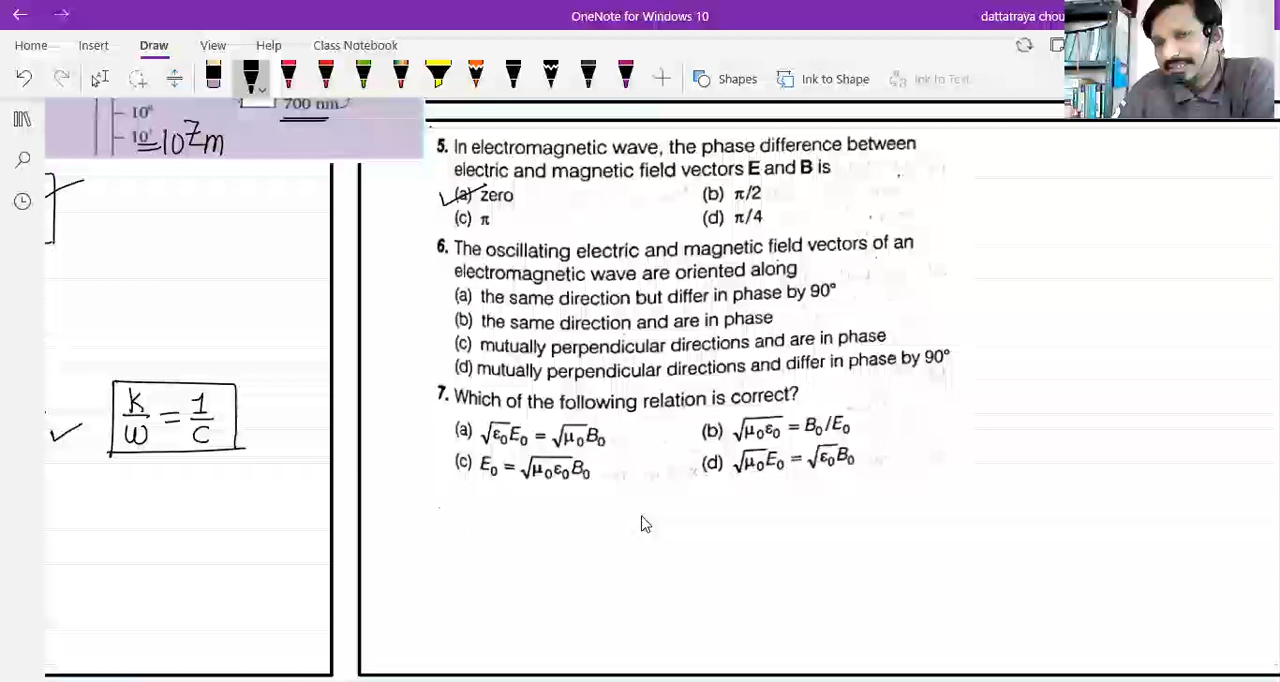 OneNote for Windows 10
dattatraya chou
Home Insert Draw View Help Class Notebook
Shapes Ink to Shape Ink to Text
700 nm
10⁷m
5. In electromagnetic wave, the phase difference between
electric and magnetic field vectors E and B is
(a) zero (b) π/2
(c) π (d) π/4
6. The oscillating electric and magnetic field vectors of an
electromagnetic wave are oriented along
(a) the same direction but differ in phase by 90°
(b) the same direction and are in phase
(c) mutually perpendicular directions and are in phase
(d) mutually perpendicular directions and differ in phase by 90°
7. Which of the following relation is correct?
(a) √ε₀E₀ = √μ₀B₀ (b) √μ₀ε₀ = B₀/E₀
(c) E₀ = √μ₀ε₀B₀ (d) √μ₀E₀ = √ε₀B₀
K/ω = 1/C